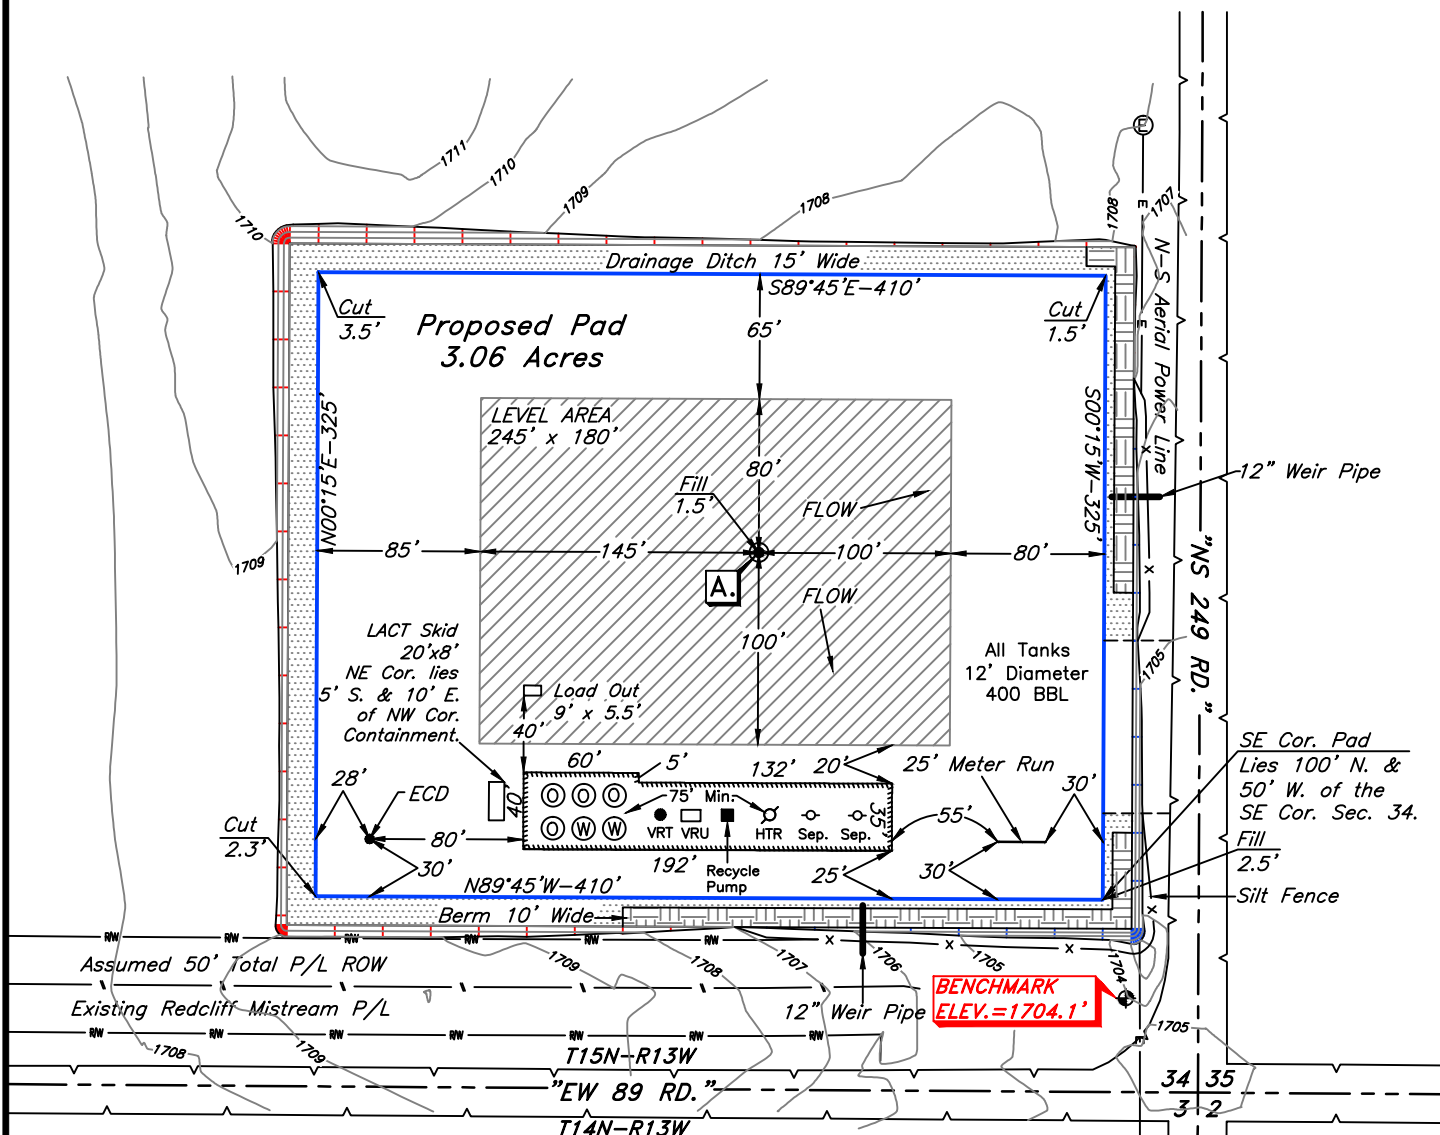 1711
1710
1709
1708
1710
1708
1707
E
N-S Aerial Power Line
E
E
Drainage Ditch 15' Wide
S89°45'E-410'
Cut
3.5'
Proposed Pad
3.06 Acres
65'
Cut
1.5'
N00°15'E-325'
S00°15'W-325'
LEVEL AREA
245' x 180'
80'
Fill
1.5'
FLOW
12" Weir Pipe
X
85'
145'
100'
80'
A.
X
FLOW
100'
1709
"NS 249 RD."
LACT Skid
20'x8'
NE Cor. lies
5' S. & 10' E.
of NW Cor.
Containment.
Load Out
9' x 5.5'
40'
All Tanks
12' Diameter
400 BBL
1705
SE Cor. Pad
Lies 100' N. &
50' W. of the
SE Cor. Sec. 34.
60'
5'
132'
20'
25' Meter Run
30'
28'
ECD
40'
O O O
75' Min.
35'
55'
O W W
VRT VRU
HTR
Sep.
Sep.
80'
Cut
2.3'
30'
192'
Recycle
Pump
25'
30'
Fill
2.5'
N89°45'W-410'
Silt Fence
Berm 10' Wide
X
R/W R/W R/W R/W R/W R/W
X X X
Assumed 50' Total P/L ROW
1709
1708
1707
1706
1705
1704
Existing Redcliff Mistream P/L
12" Weir Pipe
BENCHMARK
ELEV.=1704.1'
R/W R/W R/W R/W R/W R/W R/W
1708
1709
1705
E
T15N-R13W
"EW 89 RD."
34 35
3 2
T14N-R13W